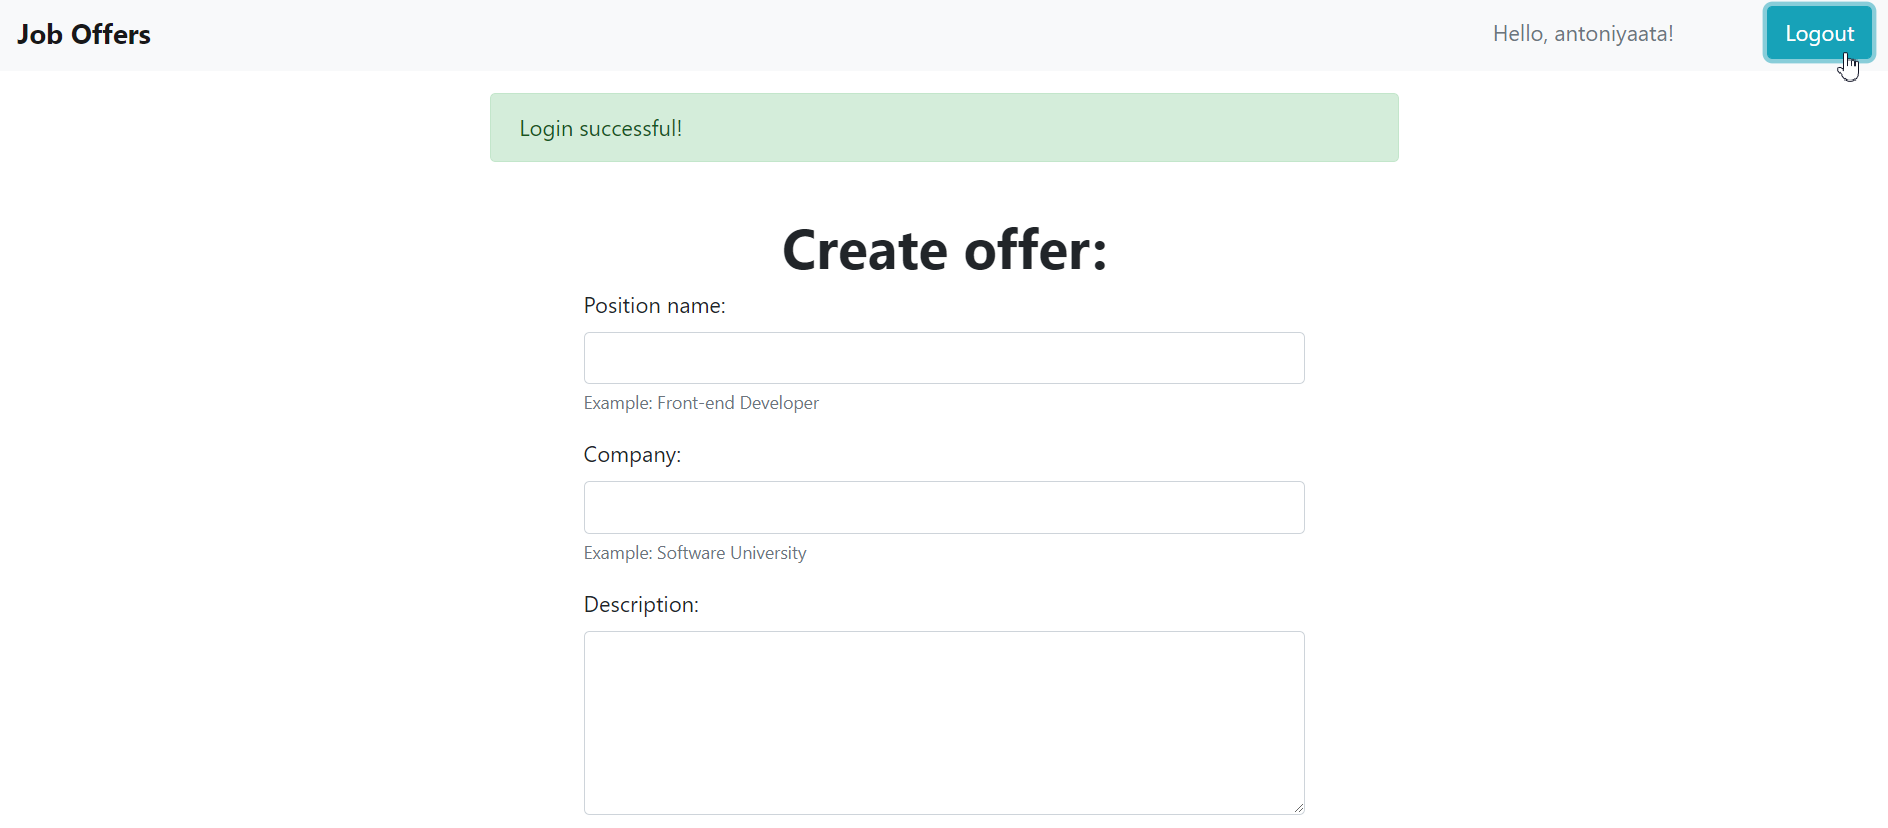 Job Offers
Hello, antoniyaata!
Logout
Login successful!
Create offer:
Position name:
Example: Front-end Developer
Company:
Example: Software University
Description: